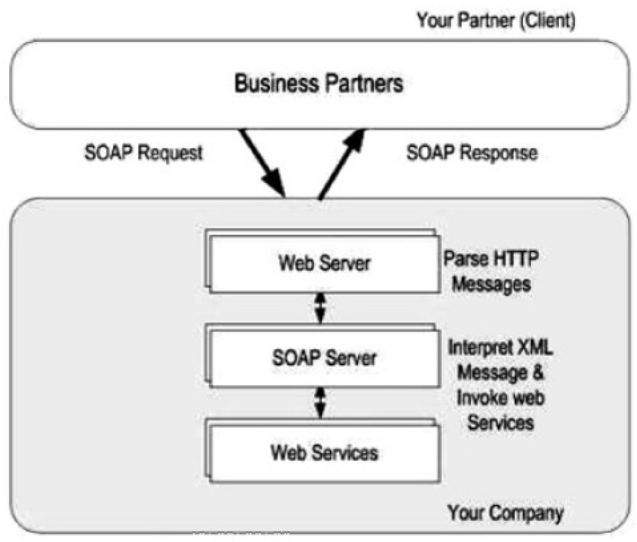 Your Partner (Client)
Business Partners
SOAP Request
SOAP Response
Web Server
Parse HTTP
Messages
SOAP Server
Interpret XML
Message &
Invoke web
Services
Web Services
Your Company